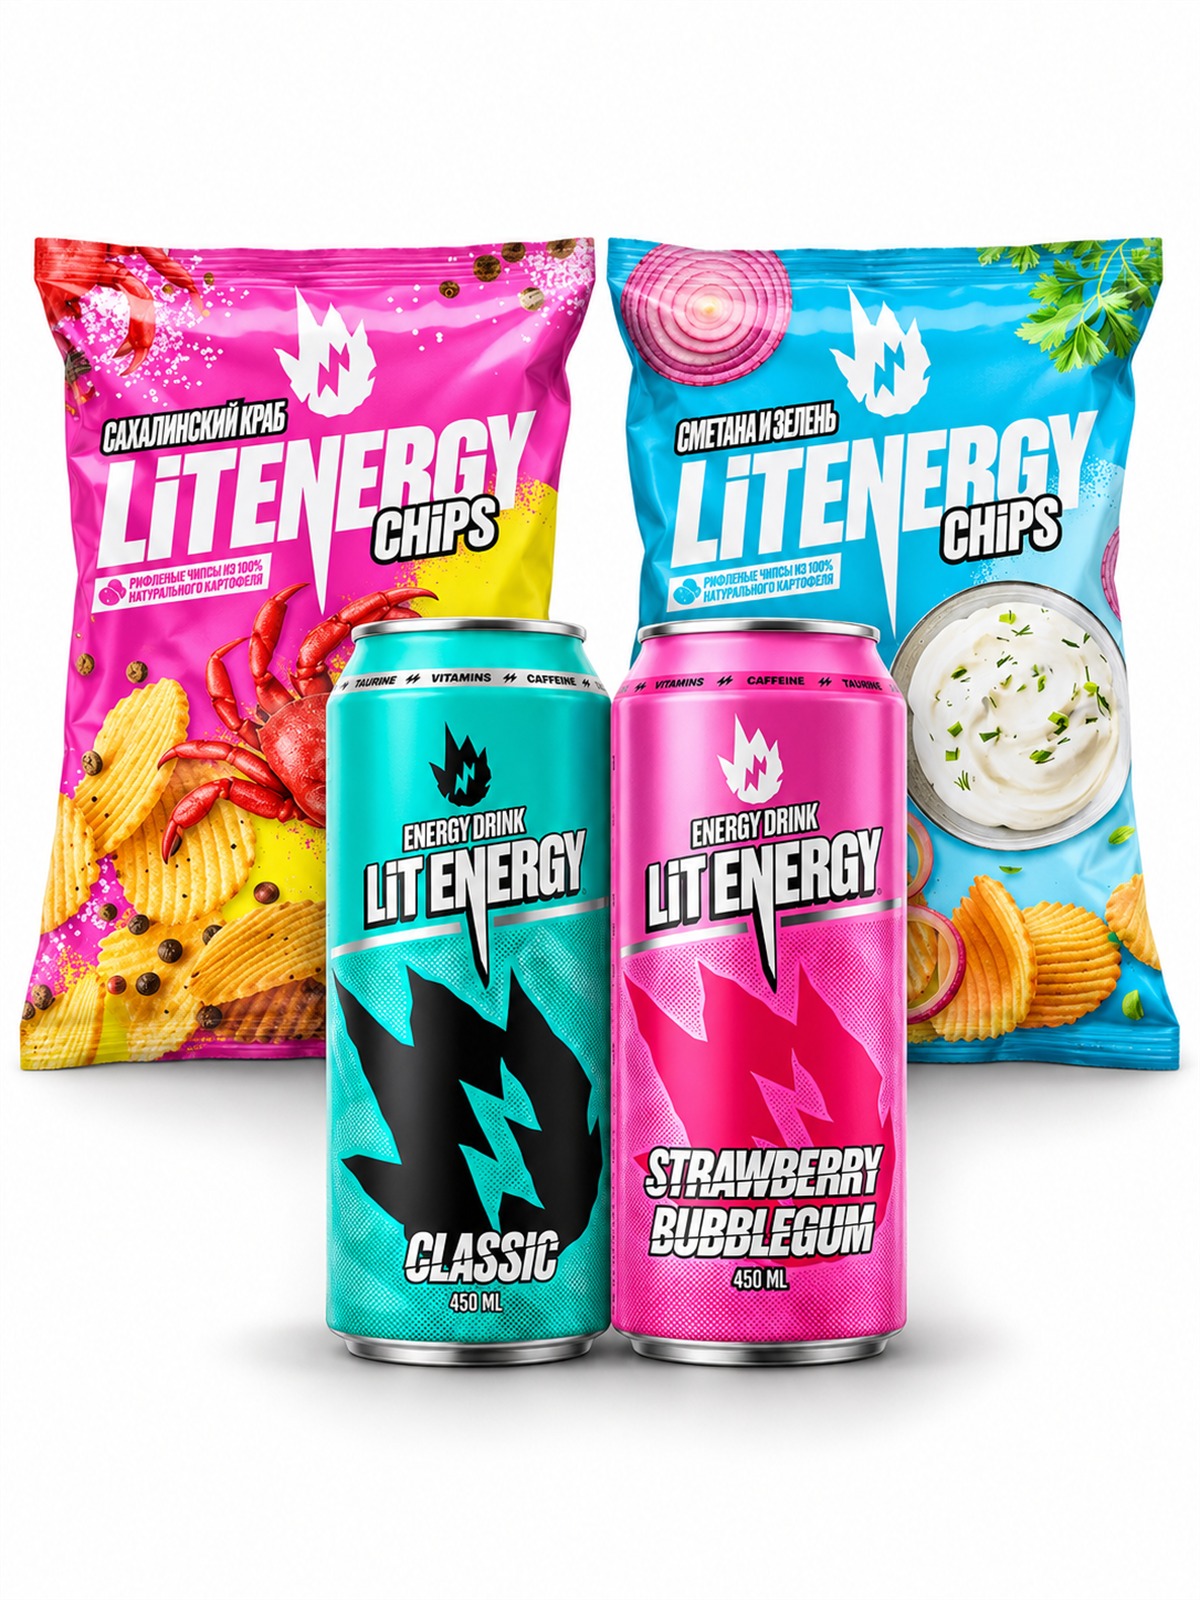 САХАЛИНСКИЙ КРАБ
LiTENERGY
CHiPS
РИФЛЕНЫЕ ЧИПСЫ ИЗ 100%
НАТУРАЛЬНОГО КАРТОФЕЛЯ
СМЕТАНА И ЗЕЛЕНЬ
LiTENERGY
CHiPS
РИФЛЕНЫЕ ЧИПСЫ ИЗ 100%
НАТУРАЛЬНОГО КАРТОФЕЛЯ
TAURINE VITAMINS CAFFEINE
ENERGY DRINK
LiT ENERGY
CLASSIC
450 ML
VITAMINS CAFFEINE TAURINE
ENERGY DRINK
LiT ENERGY
STRAWBERRY
BUBBLEGUM
450 ML